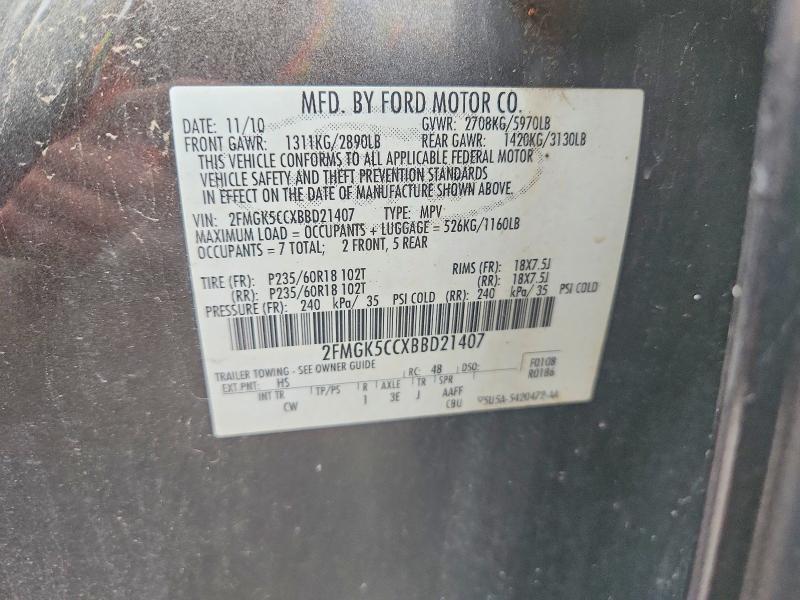 MFD. BY FORD MOTOR CO.
DATE: 11/10 GVWR: 2708KG/5970LB
FRONT GAWR: 1311KG/2890LB REAR GAWR: 1420KG/3130LB
THIS VEHICLE CONFORMS TO ALL APPLICABLE FEDERAL MOTOR
VEHICLE SAFETY AND THEFT PREVENTION STANDARDS
IN EFFECT ON THE DATE OF MANUFACTURE SHOWN ABOVE.
VIN: 2FMGK5CCXBBD21407 TYPE: MPV
MAXIMUM LOAD = OCCUPANTS + LUGGAGE = 526KG/1160LB
OCCUPANTS = 7 TOTAL; 2 FRONT, 5 REAR
TIRE (FR): P235/60R18 102T RIMS (FR): 18X7.5J
(RR): P235/60R18 102T (RR): 18X7.5J
PRESSURE (FR): 240 kPa/ 35 PSI COLD (RR): 240 kPa/ 35 PSI COLD
2FMGK5CCXBBD21407
TRAILER TOWING - SEE OWNER GUIDE RC: 48 DSO: F0108
EXT PNT: HS R0186
INT TR TP/PS R AXLE TR SPR
CW 1 3E J AAFF
CBU